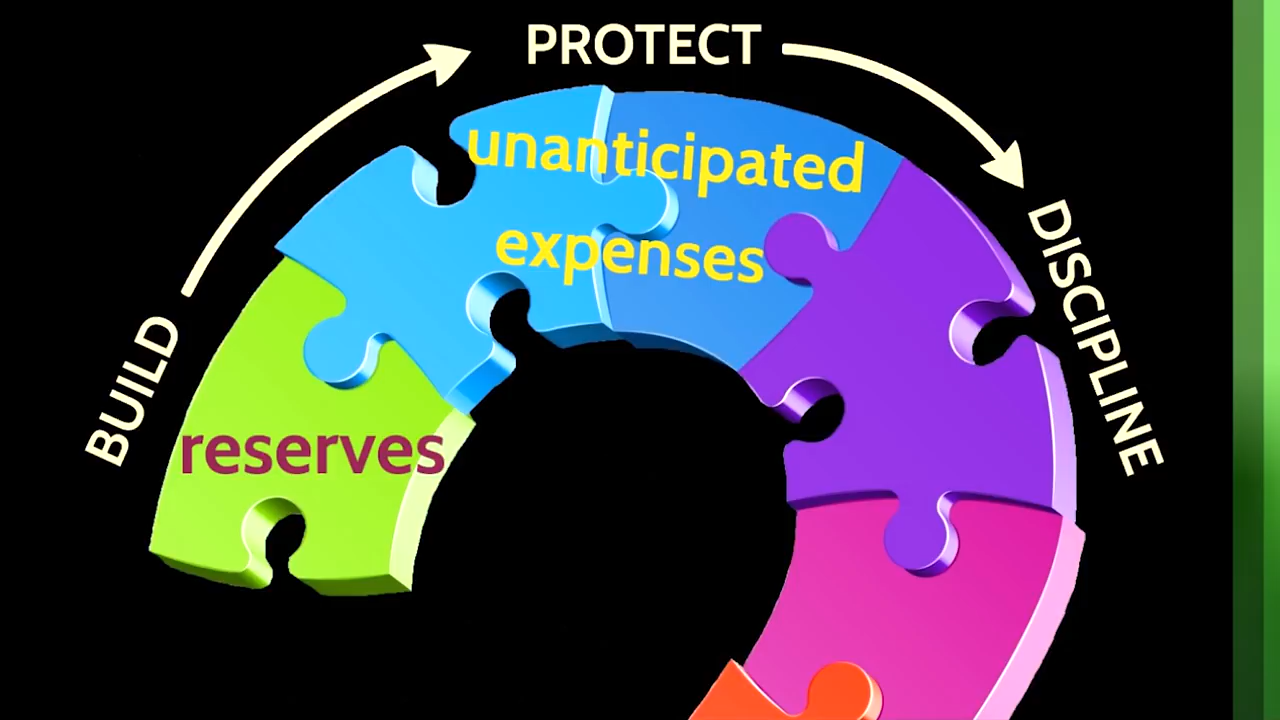 PROTECT
unanticipated
expenses
DISCIPLINE
BUILD
reserves